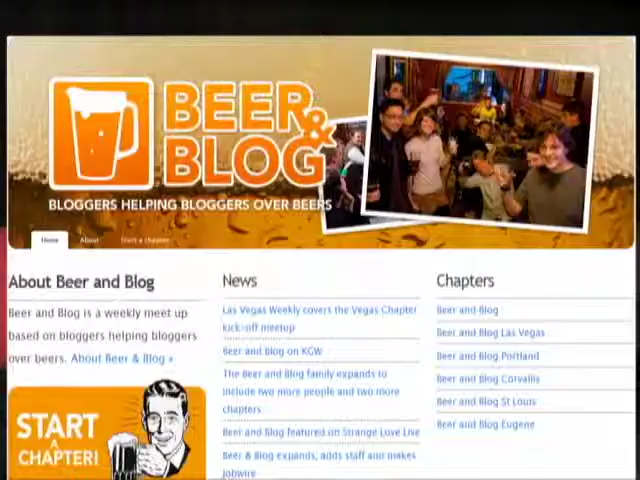 BEER &
BLOG
BLOGGERS HELPING BLOGGERS OVER BEERS
Home About Start a chapter
About Beer and Blog
Beer and Blog is a weekly meet up
based on bloggers helping bloggers
over beers. About Beer & Blog »
START
A
CHAPTER!
News
Las Vegas Weekly covers the Vegas Chapter
kick-off meetup
Beer and Blog on KGW
The Beer and Blog family expands to
include two more people and two more
chapters
Beer and Blog featured on Strange Love Live
Beer & Blog expands, adds staff and makes
Jobwire
Chapters
Beer and Blog
Beer and Blog Las Vegas
Beer and Blog Portland
Beer and Blog Corvallis
Beer and Blog St Louis
Beer and Blog Eugene